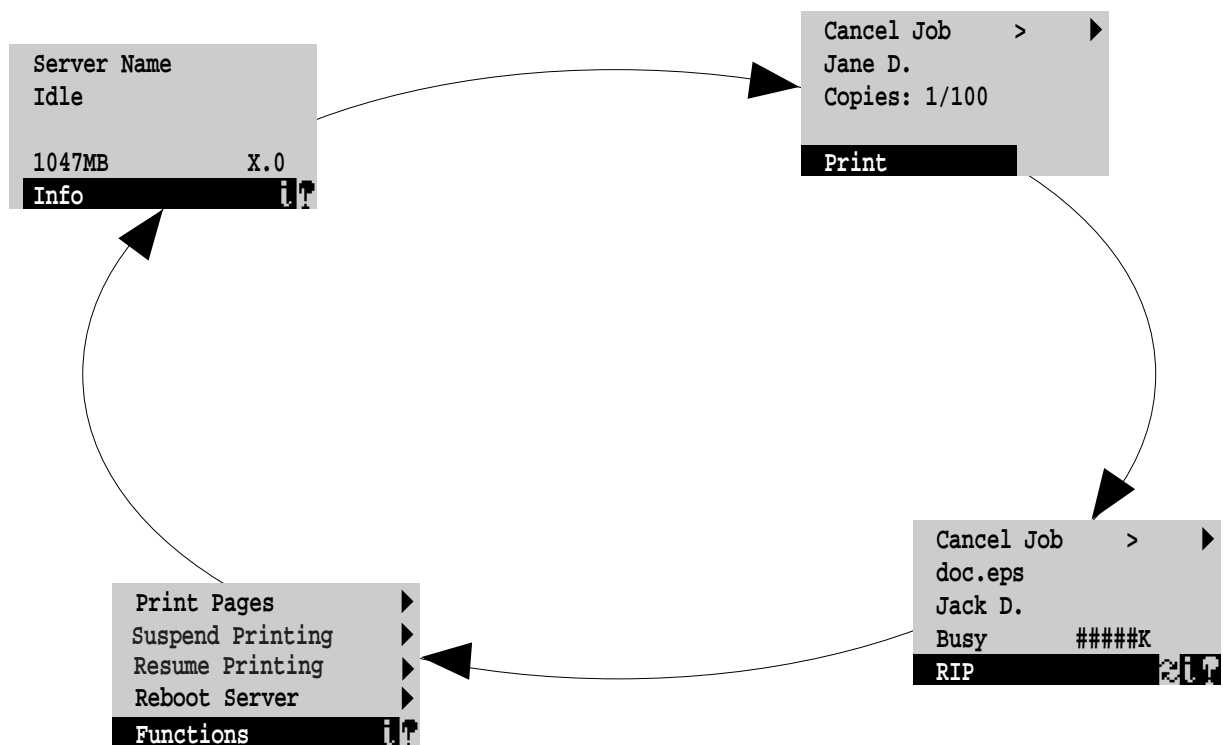 Server Name
Idle
1047MB X.0
Info
Cancel Job >
Jane D.
Copies: 1/100
Print
Cancel Job >
doc.eps
Jack D.
Busy #####K
RIP
Print Pages
Suspend Printing
Resume Printing
Reboot Server
Functions